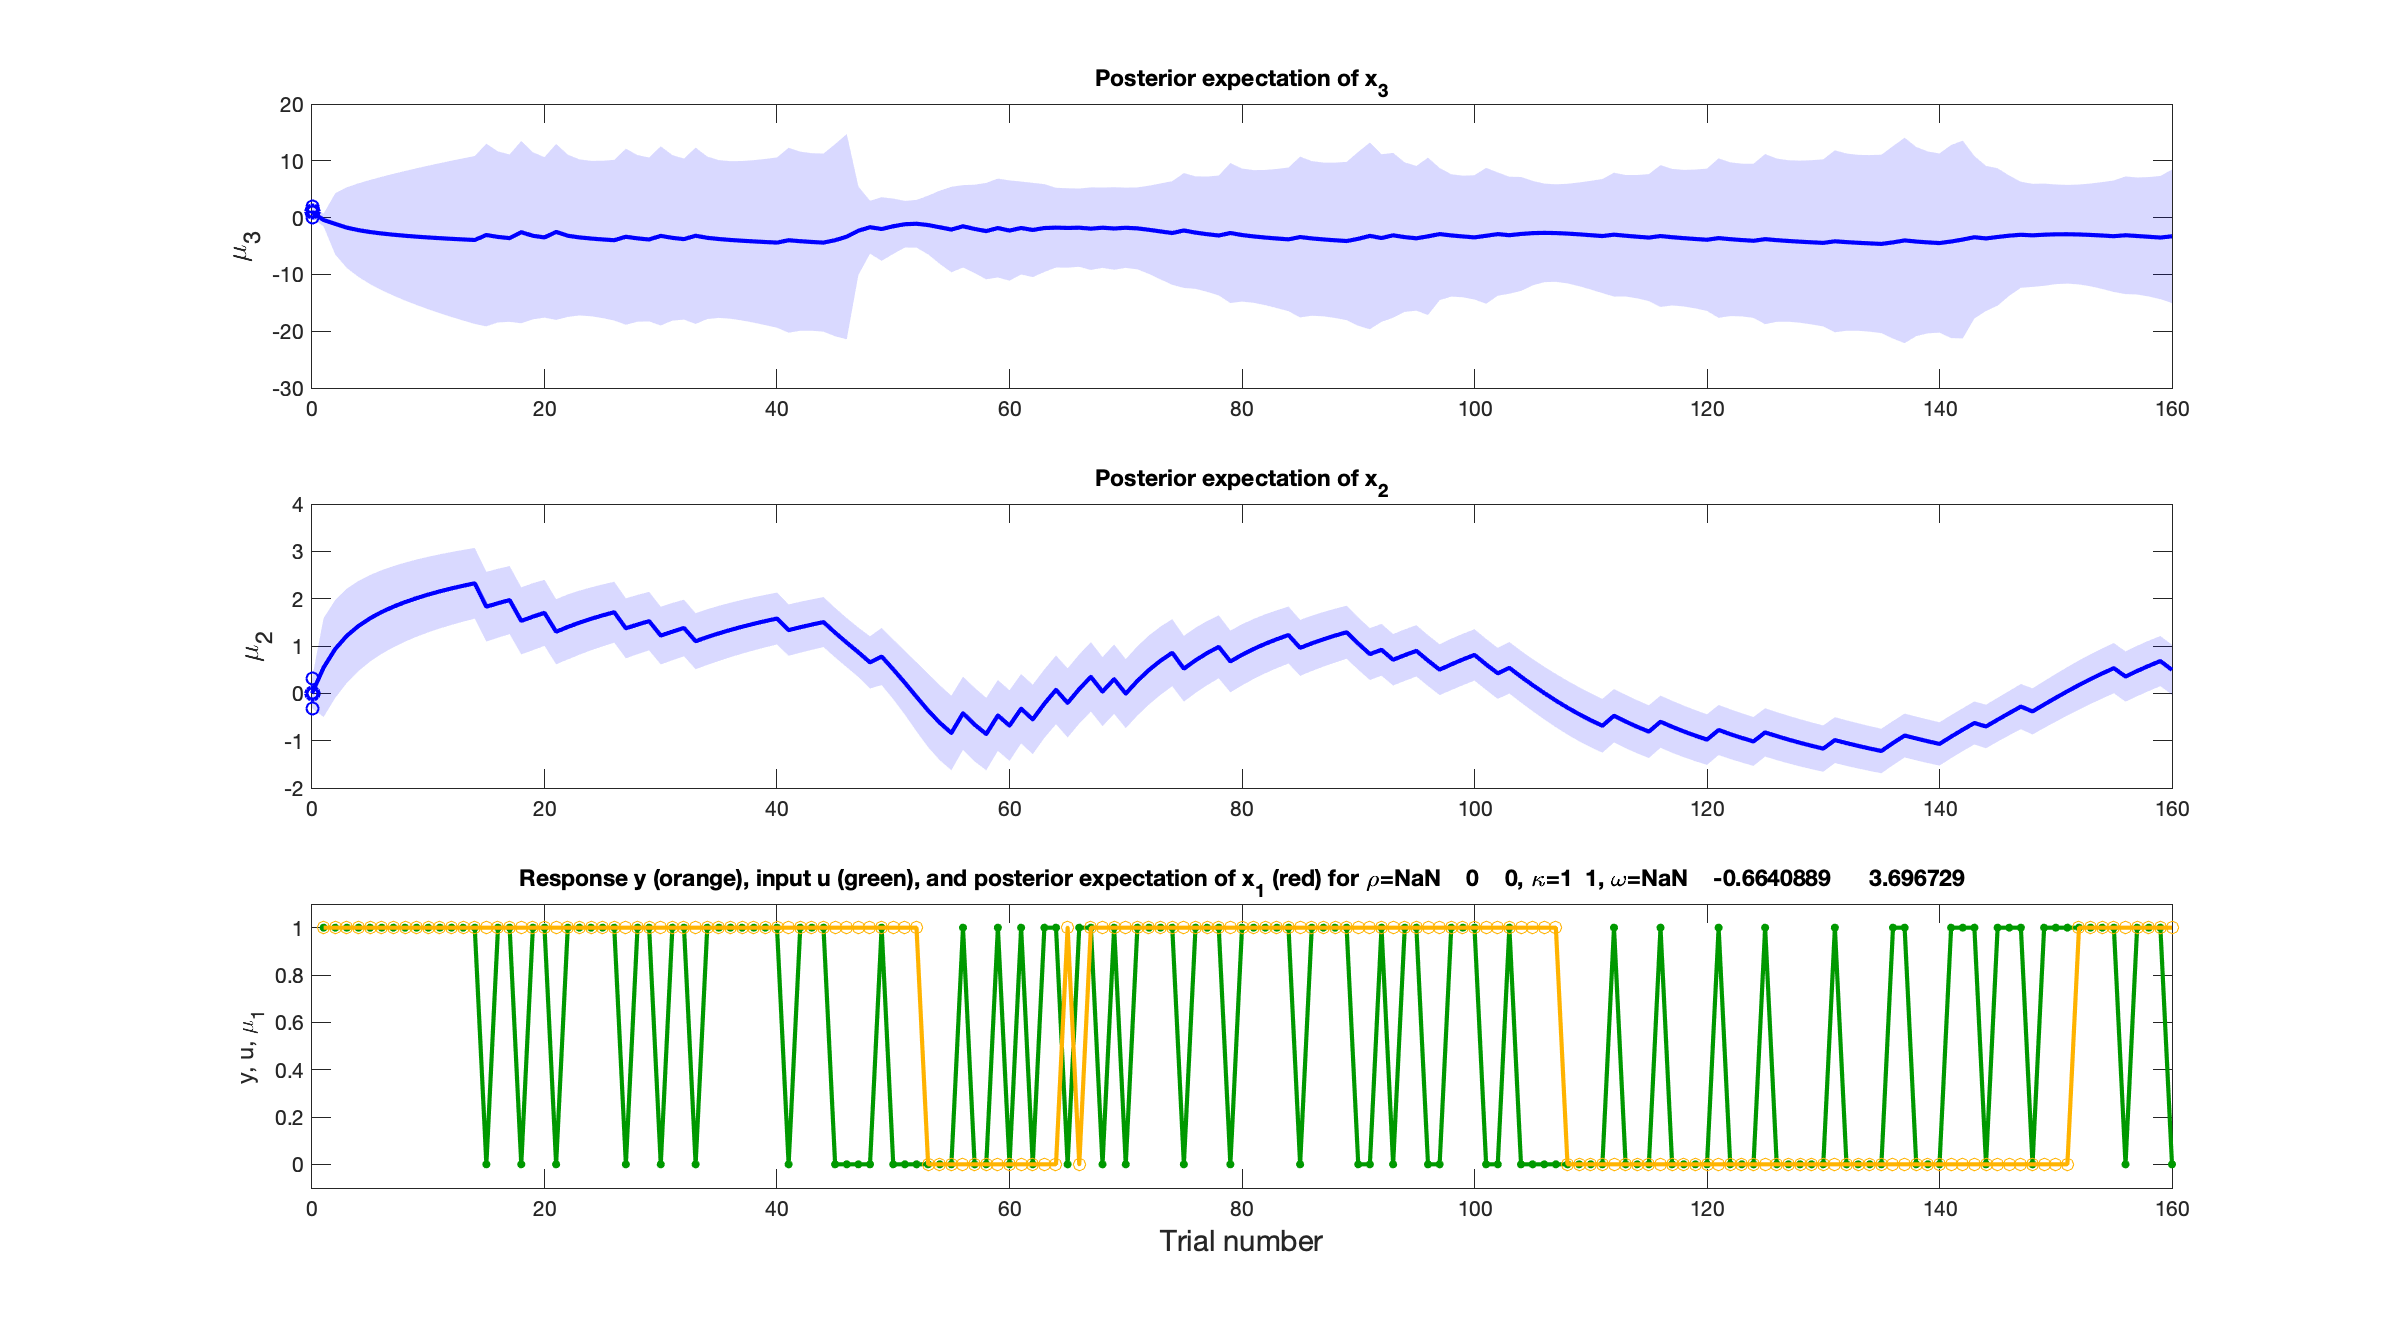 Posterior expectation of x3
20
10
0
-10
-20
-30
μ3
0 20 40 60 80 100 120 140 160
Posterior expectation of x2
4
3
2
1
0
-1
-2
μ2
0 20 40 60 80 100 120 140 160
Response y (orange), input u (green), and posterior expectation of x1 (red) for ρ=NaN 0 0, κ=1 1, ω=NaN -0.6640889 3.696729
1
0.8
0.6
0.4
0.2
0
y, u, μ1
0 20 40 60 80 100 120 140 160
Trial number